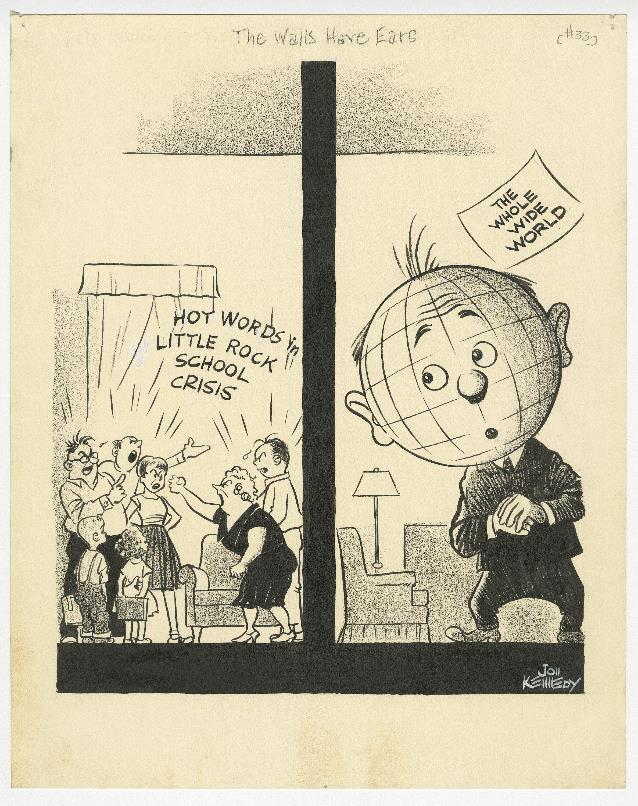 The Walls Have Ears
(#33)
THE
WHOLE
WIDE
WORLD
HOT WORDS in
LITTLE ROCK
SCHOOL
CRISIS
JON
KENNEDY